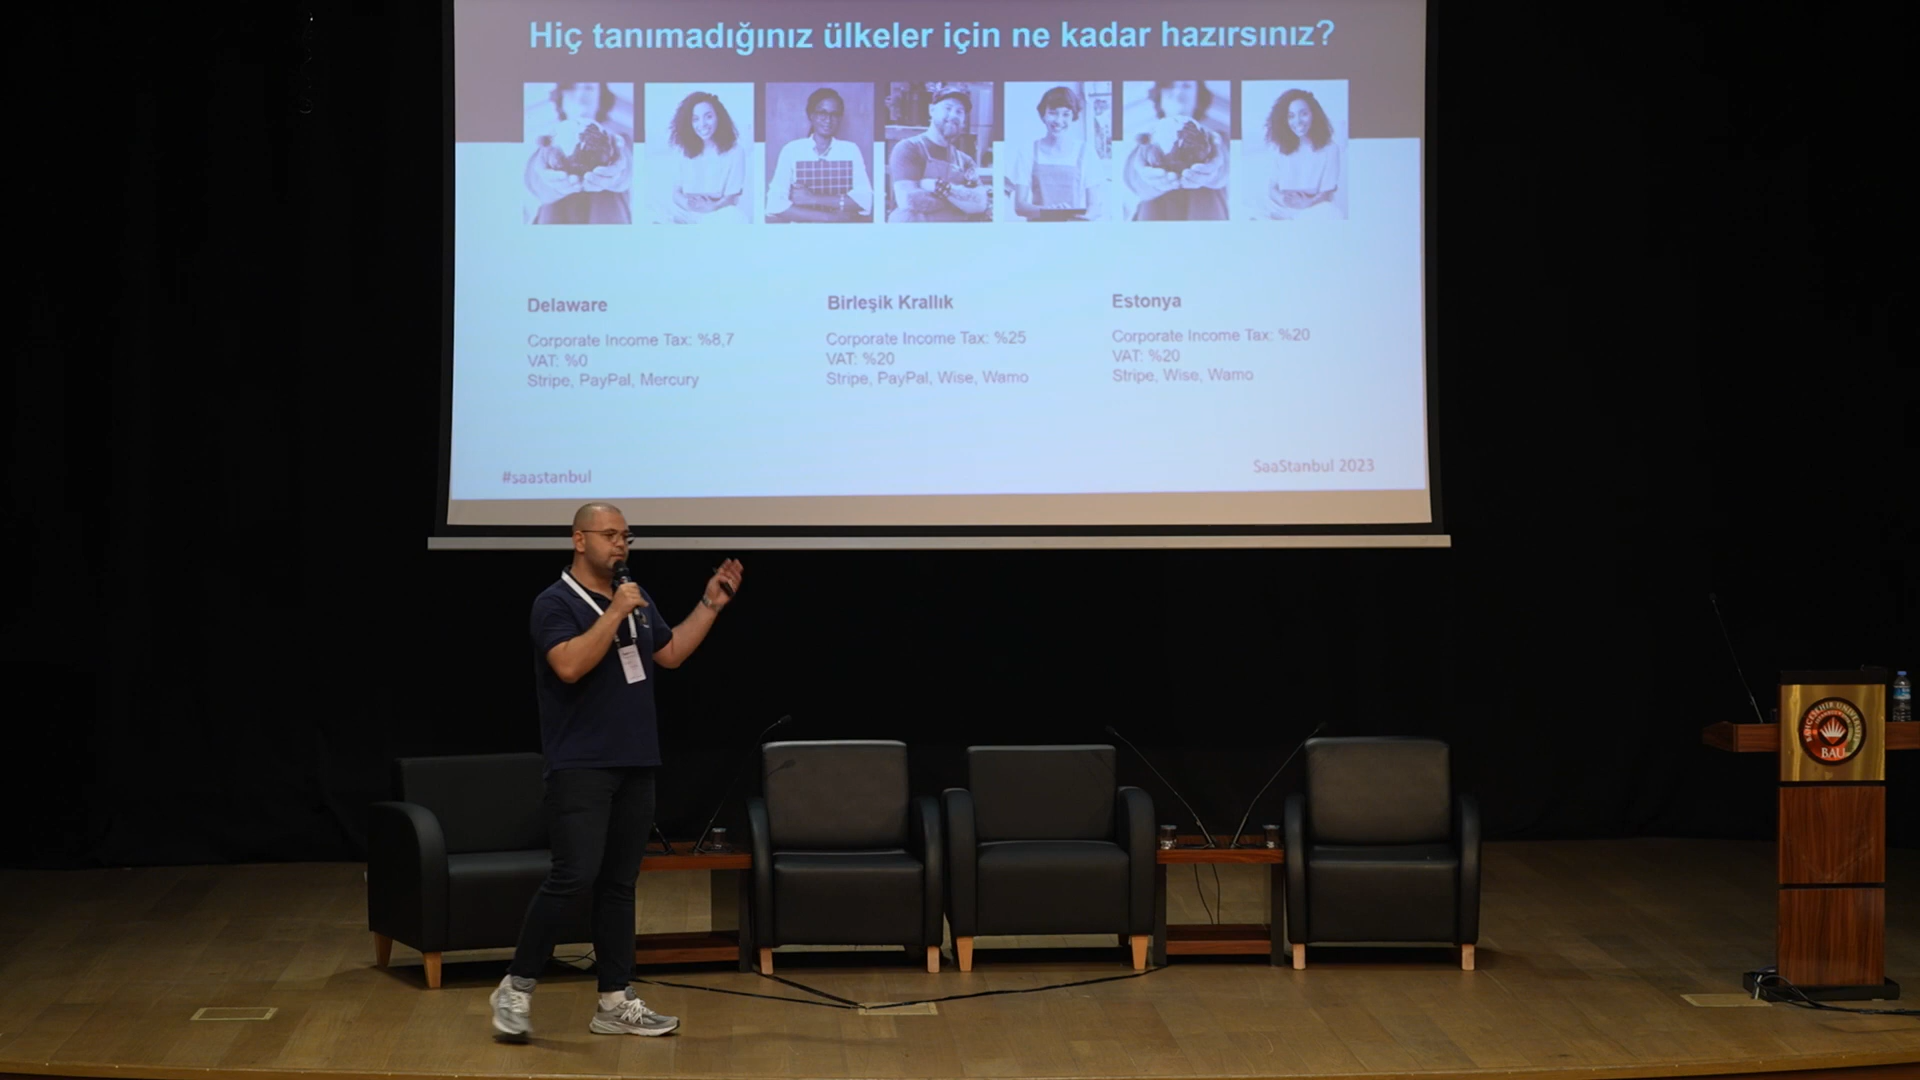 Hiç tanımadığınız ülkeler için ne kadar hazırsınız?
Delaware
Corporate Income Tax: %8,7
VAT: %0
Stripe, PayPal, Mercury
Birleşik Krallık
Corporate Income Tax: %25
VAT: %20
Stripe, PayPal, Wise, Wamo
Estonya
Corporate Income Tax: %20
VAT: %20
Stripe, Wise, Wamo
#saastanbul
SaaStanbul 2023
BAU